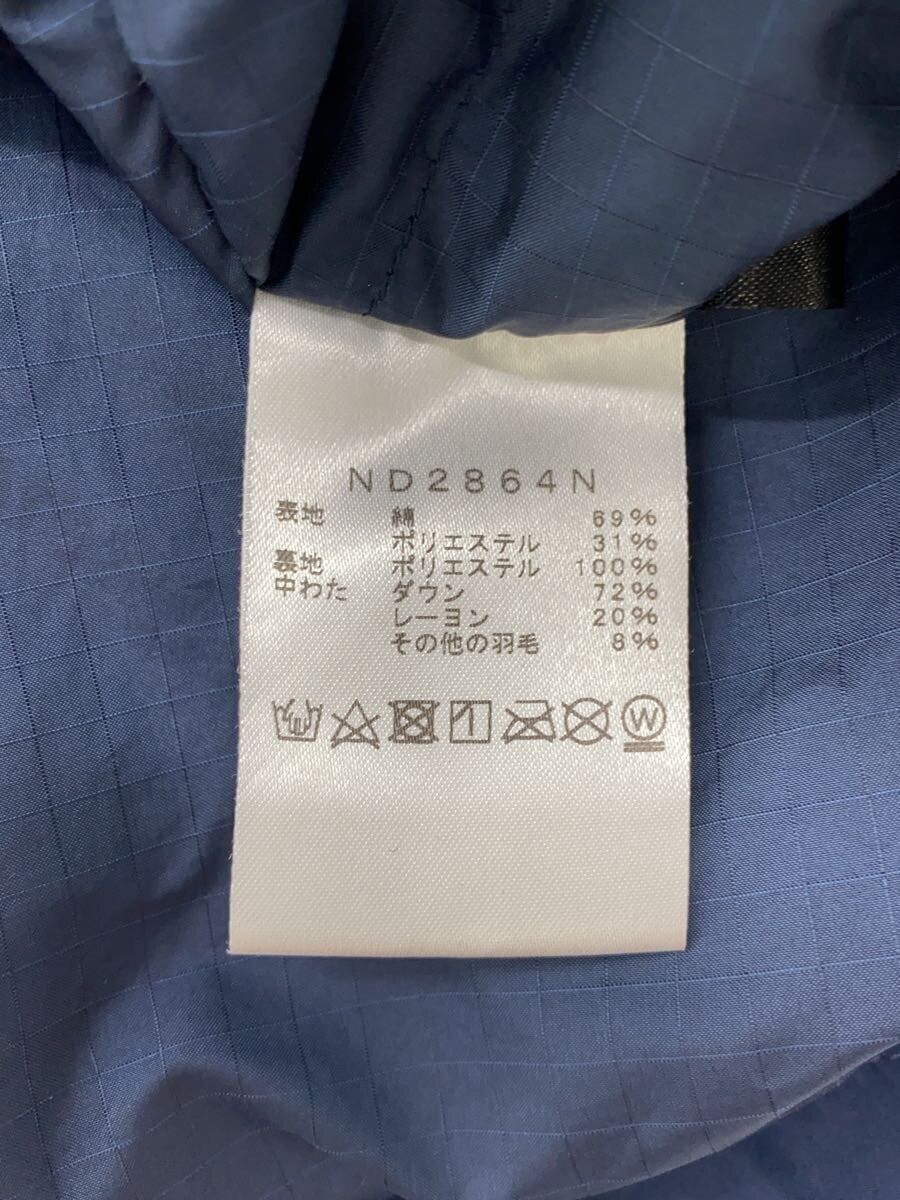 ND2864N
表地 綿 69%
ポリエステル 31%
裏地 ポリエステル 100%
中わた ダウン 72%
レーヨン 20%
その他の羽毛 8%
W